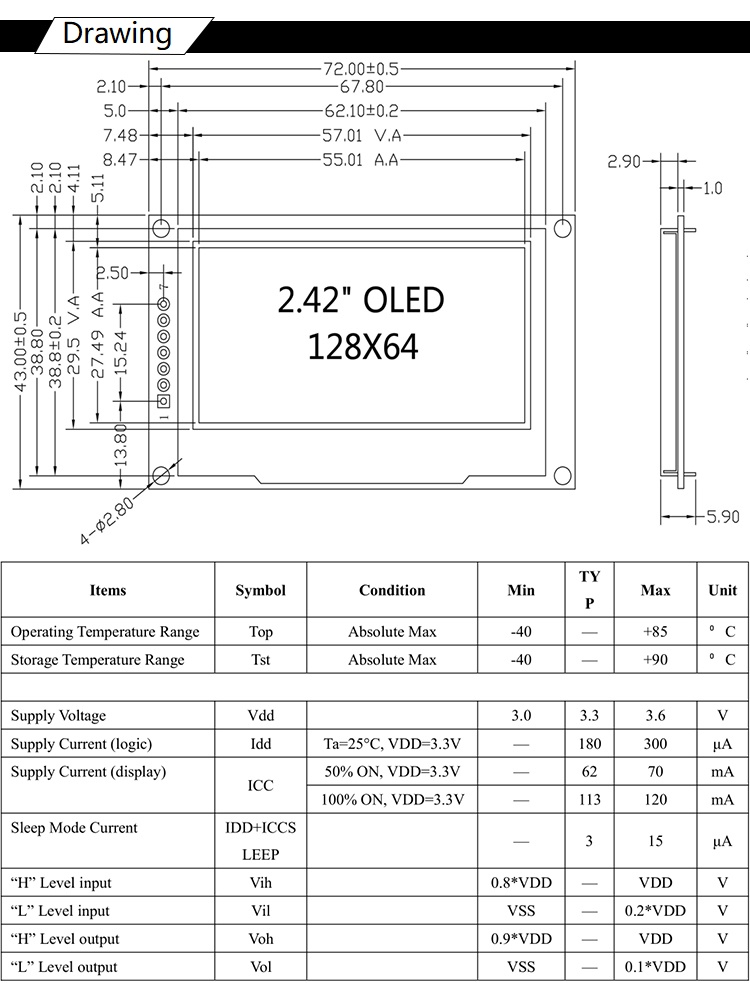 Drawing
72.00±0.5
2.10 67.80
5.0 62.10±0.2
7.48 57.01 V.A
8.47 55.01 A.A
2.90
1.0
2.10
2.10
4.11
5.11
2.50
7
2.42" OLED
128X64
43.00±0.5
38.80
38.8±0.2
29.5 V.A
27.49 A.A
15.24
1
13.80
4-ø2.80
5.90
Items Symbol Condition Min TY Max Unit
P
Operating Temperature Range Top Absolute Max -40 — +85 ° C
Storage Temperature Range Tst Absolute Max -40 — +90 ° C
Supply Voltage Vdd 3.0 3.3 3.6 V
Supply Current (logic) Idd Ta=25°C, VDD=3.3V — 180 300 μA
Supply Current (display) ICC 50% ON, VDD=3.3V — 62 70 mA
100% ON, VDD=3.3V — 113 120 mA
Sleep Mode Current IDD+ICCS — 3 15 μA
LEEP
“H” Level input Vih 0.8*VDD — VDD V
“L” Level input Vil VSS — 0.2*VDD V
“H” Level output Voh 0.9*VDD — VDD V
“L” Level output Vol VSS — 0.1*VDD V